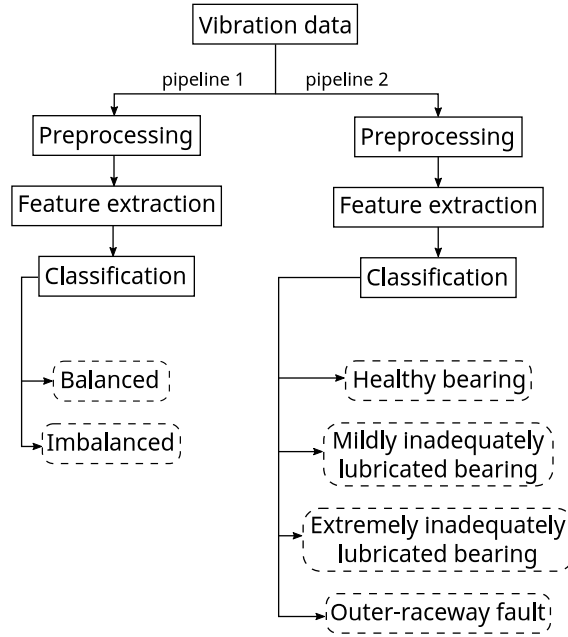 Vibration data
pipeline 1
pipeline 2
Preprocessing
Feature extraction
Classification
Balanced
Imbalanced
Preprocessing
Feature extraction
Classification
Healthy bearing
Mildly inadequately
lubricated bearing
Extremely inadequately
lubricated bearing
Outer-raceway fault